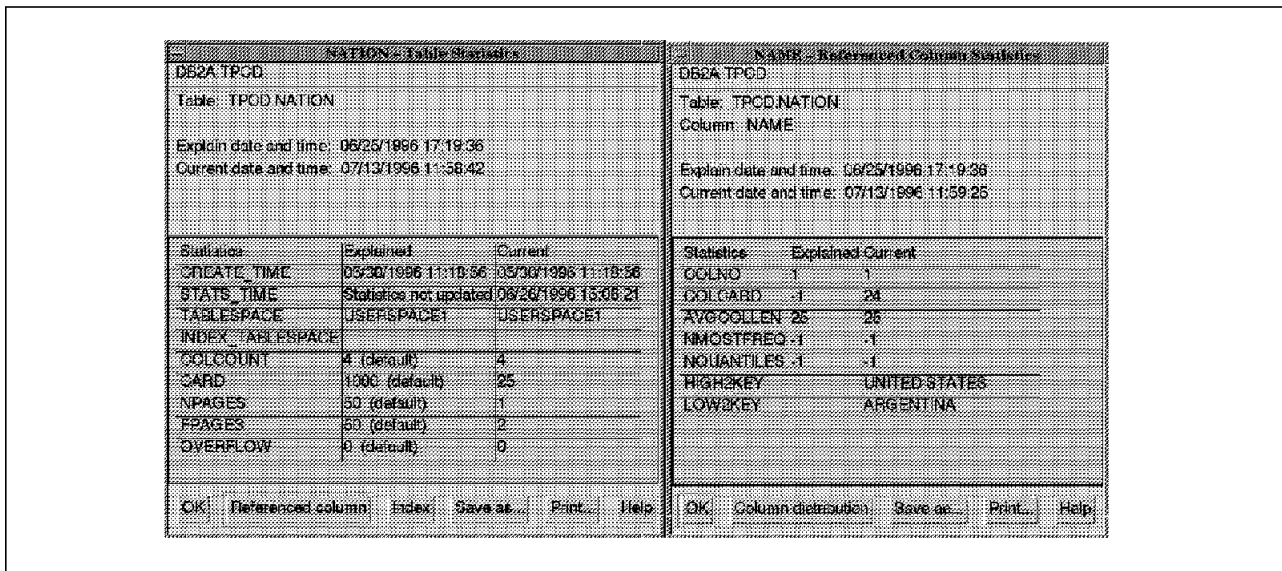 NATION - Table Statistics
DB2A TPCD
Table: TPCD.NATION
Explain date and time: 06/25/1996 17:19:36
Current date and time: 07/13/1996 11:58:42
Statistics Explained Current
CREATE_TIME 05/30/1996 11:18:56 05/30/1996 11:18:56
STATS_TIME Statistics not updated 06/26/1996 15:06:21
TABLESPACE USERSPACE1 USERSPACE1
INDEX_TABLESPACE
COLCOUNT 4 (default) 4
CARD 1000 (default) 25
NPAGES 50 (default) 1
FPAGES 50 (default) 2
OVERFLOW 0 (default) 0
OK Referenced column Index Save as... Print... Help
NAME - Referenced Column Statistics
DB2A TPCD
Table: TPCD.NATION
Column: NAME
Explain date and time: 06/25/1996 17:19:36
Current date and time: 07/13/1996 11:59:25
Statistics Explained Current
COLNO 1 1
COLCARD -1 24
AVGCOLLEN 25 25
NMOSTFREQ -1 -1
NQUANTILES -1 -1
HIGH2KEY UNITED STATES
LOW2KEY ARGENTINA
OK Column distribution Save as... Print... Help